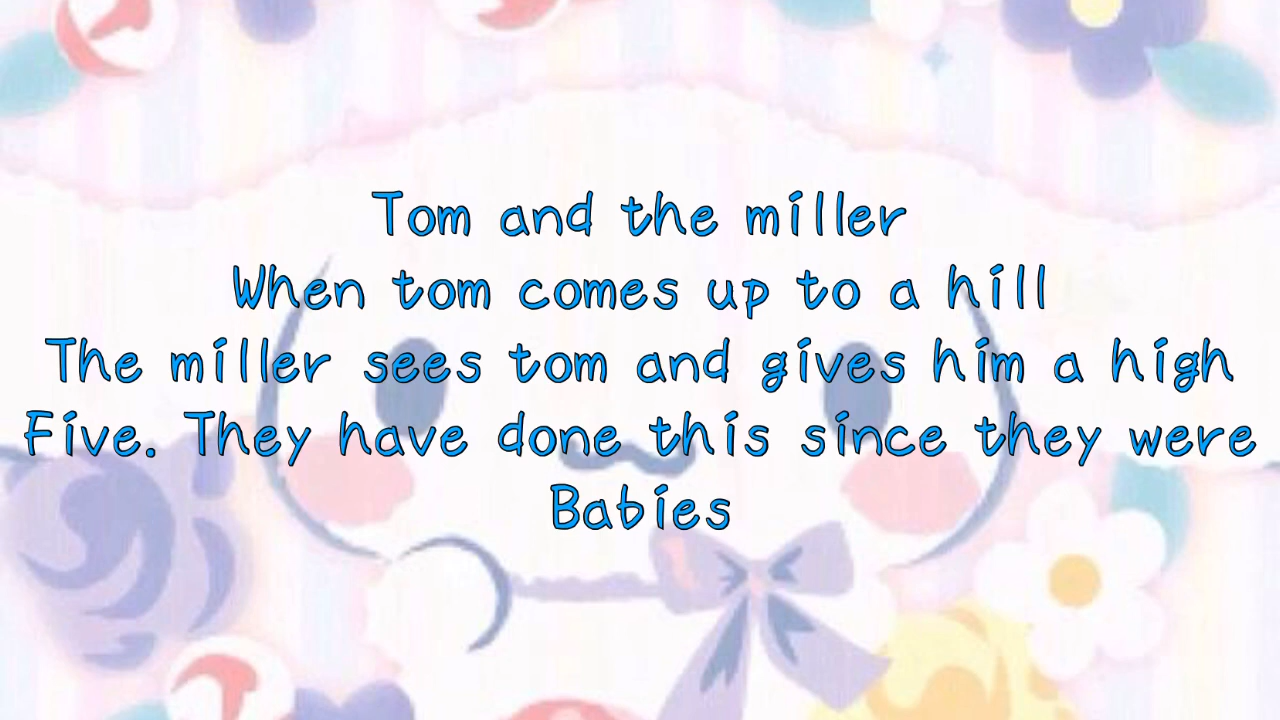 Tom and the miller
When tom comes up to a hill
The miller sees tom and gives him a high
Five. They have done this since they were
Babies